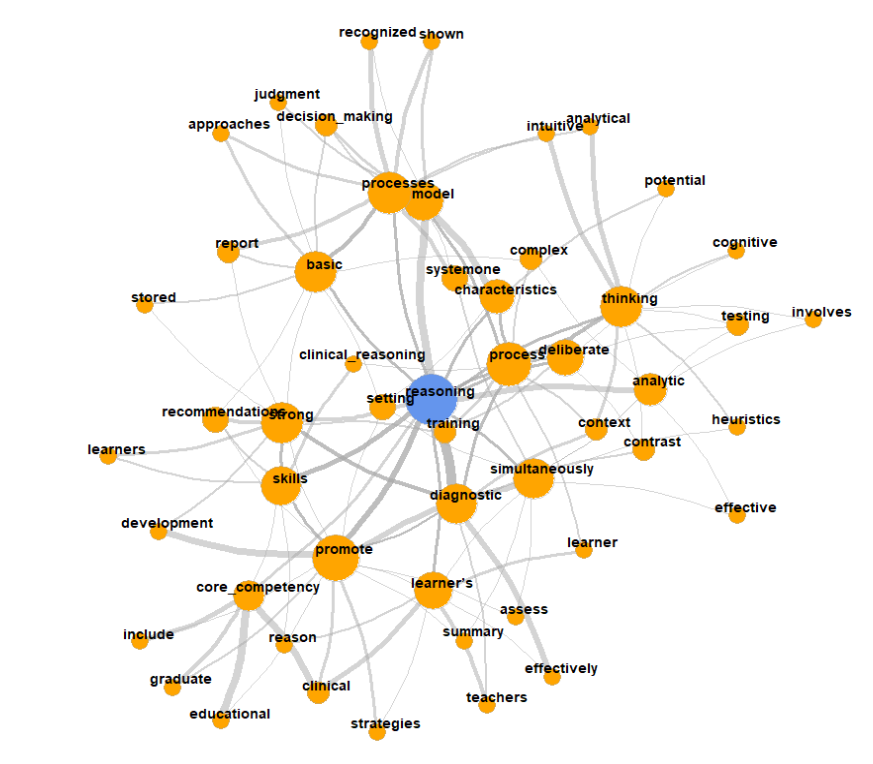 recognized
shown
judgment
decision_making
approaches
intuitive
analytical
processes
model
potential
report
basic
complex
cognitive
systemone
characteristics
stored
thinking
testing
involves
clinical_reasoning
process
deliberate
analytic
reasoning
setting
recommendations
strong
training
context
heuristics
contrast
learners
skills
simultaneously
diagnostic
effective
development
promote
learner
core_competency
learner's
assess
include
reason
summary
effectively
graduate
clinical
teachers
educational
strategies